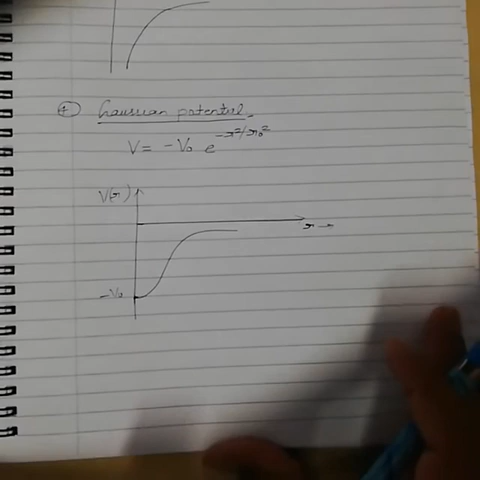 ④ Gaussian potential
V = -V₀ e^{-r²/r₀²}
V(r)
r →
-V₀